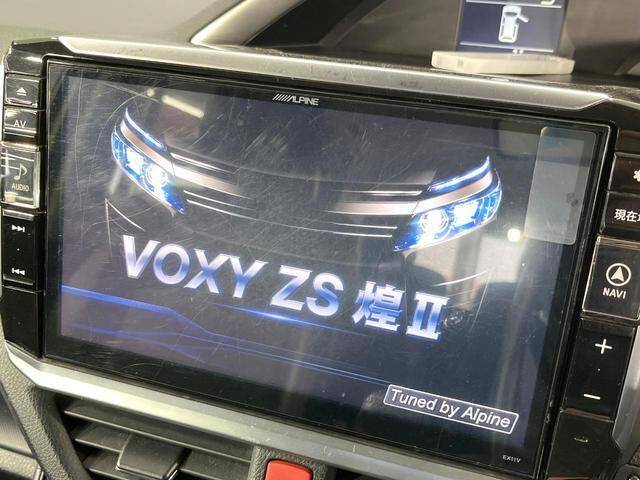 ALPINE
AV
AUDIO
現在
NAVI
VOXY ZS 煌Ⅱ
Tuned by Alpine
EX11V